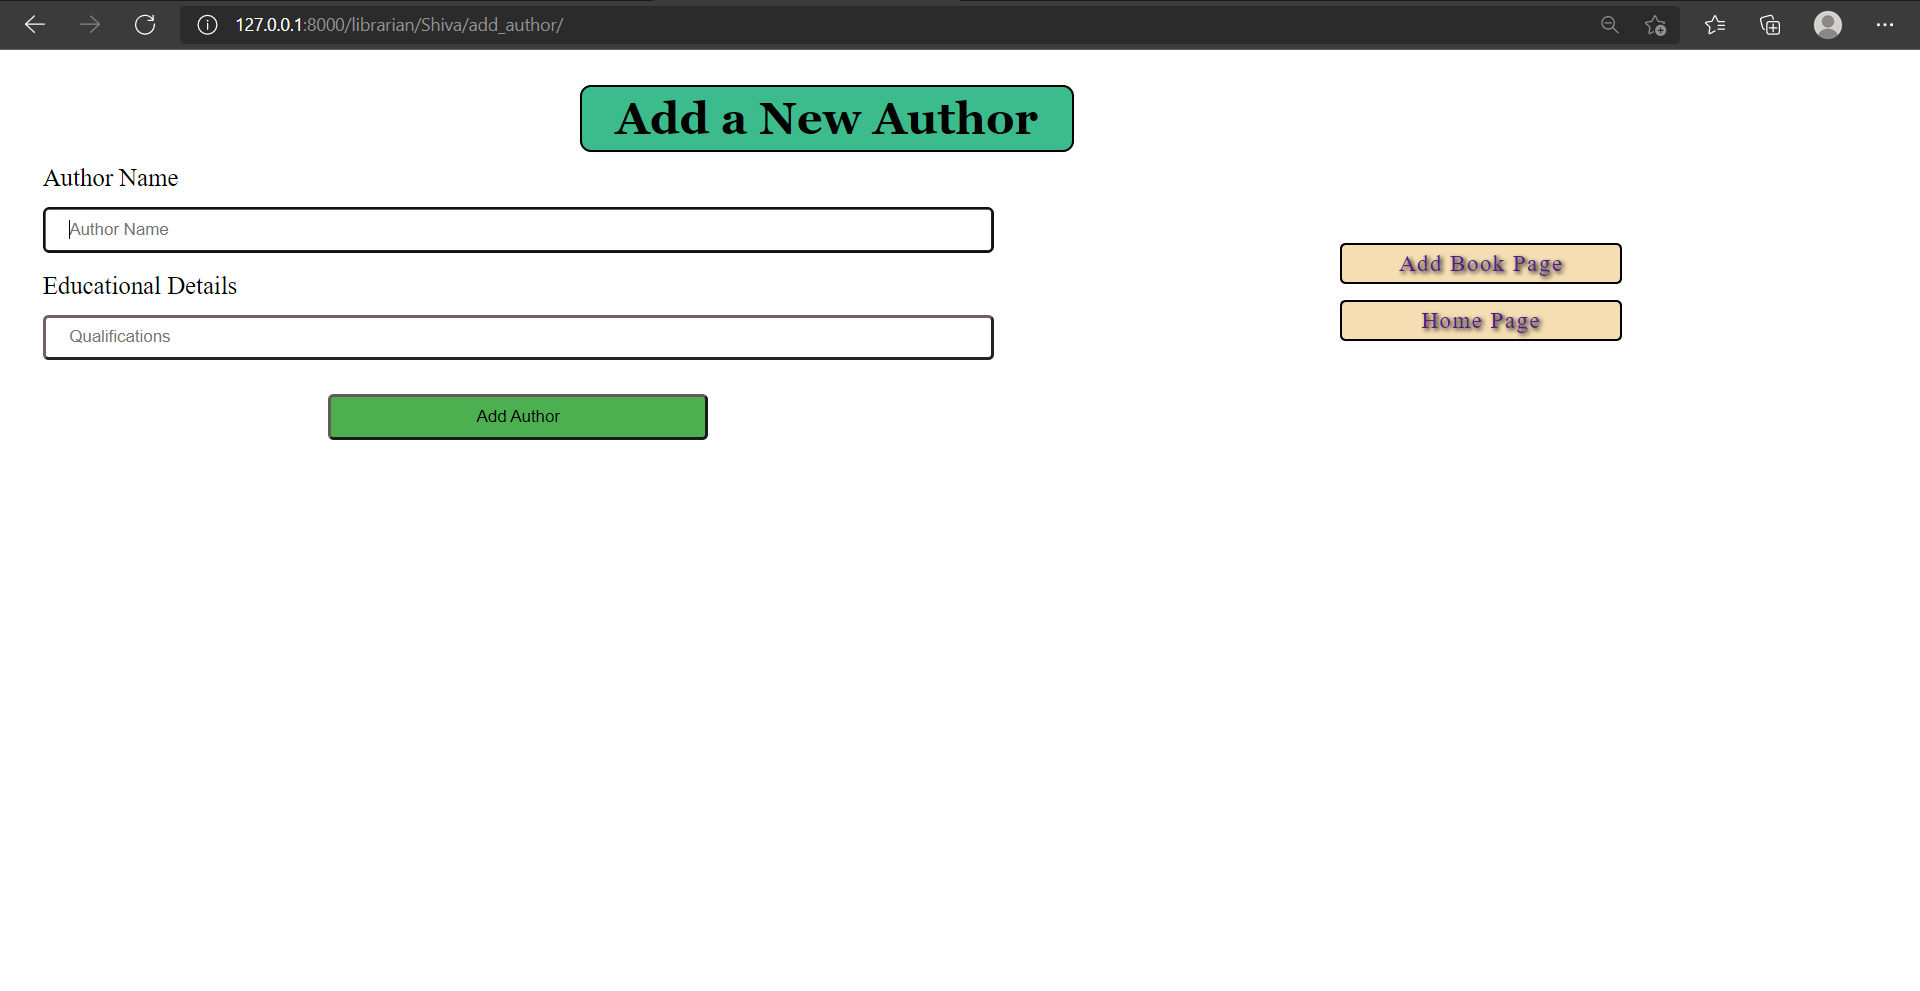 127.0.0.1:8000/librarian/Shiva/add_author/
Add a New Author
Author Name
Author Name
Educational Details
Qualifications
Add Author
Add Book Page
Home Page